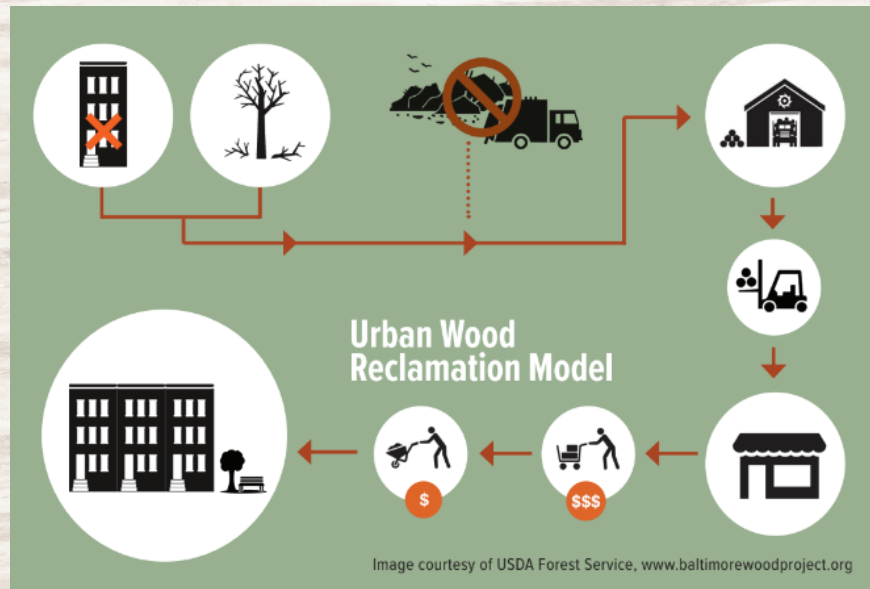 Urban Wood
Reclamation Model
$
$$$
Image courtesy of USDA Forest Service, www.baltimorewoodproject.org